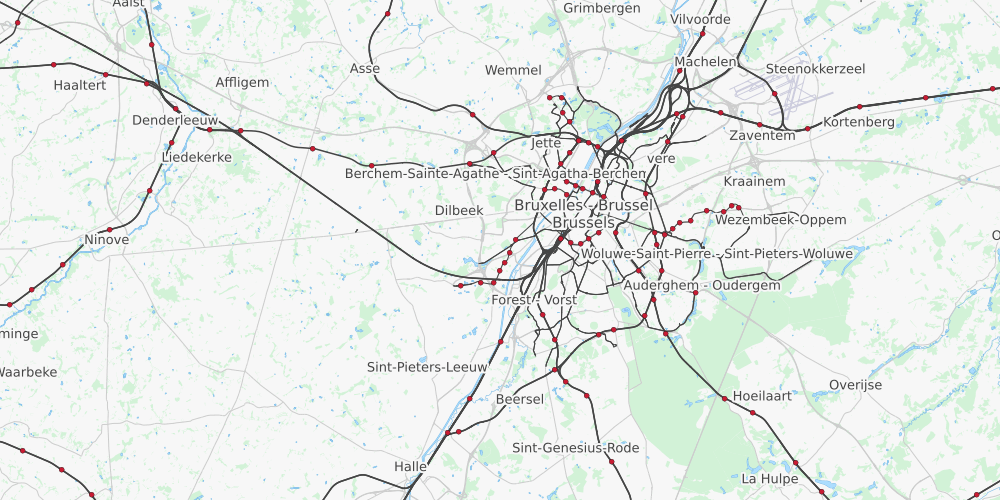 Aalst
Grimbergen
Vilvoorde
Machelen
Asse
Wemmel
Steenokkerzeel
Haaltert
Affligem
Denderleeuw
Kortenberg
Zaventem
Jette
Liedekerke
vere
Berchem-Sainte-Agathe - Sint-Agatha-Berchem
Kraainem
Bruxelles - Brussel
Dilbeek
Brussels
Wezembeek-Oppem
Ninove
Woluwe-Saint-Pierre - Sint-Pieters-Woluwe
Auderghem - Oudergem
Forest - Vorst
minge
Sint-Pieters-Leeuw
Waarbeke
Overijse
Hoeilaart
Beersel
Sint-Genesius-Rode
Halle
La Hulpe